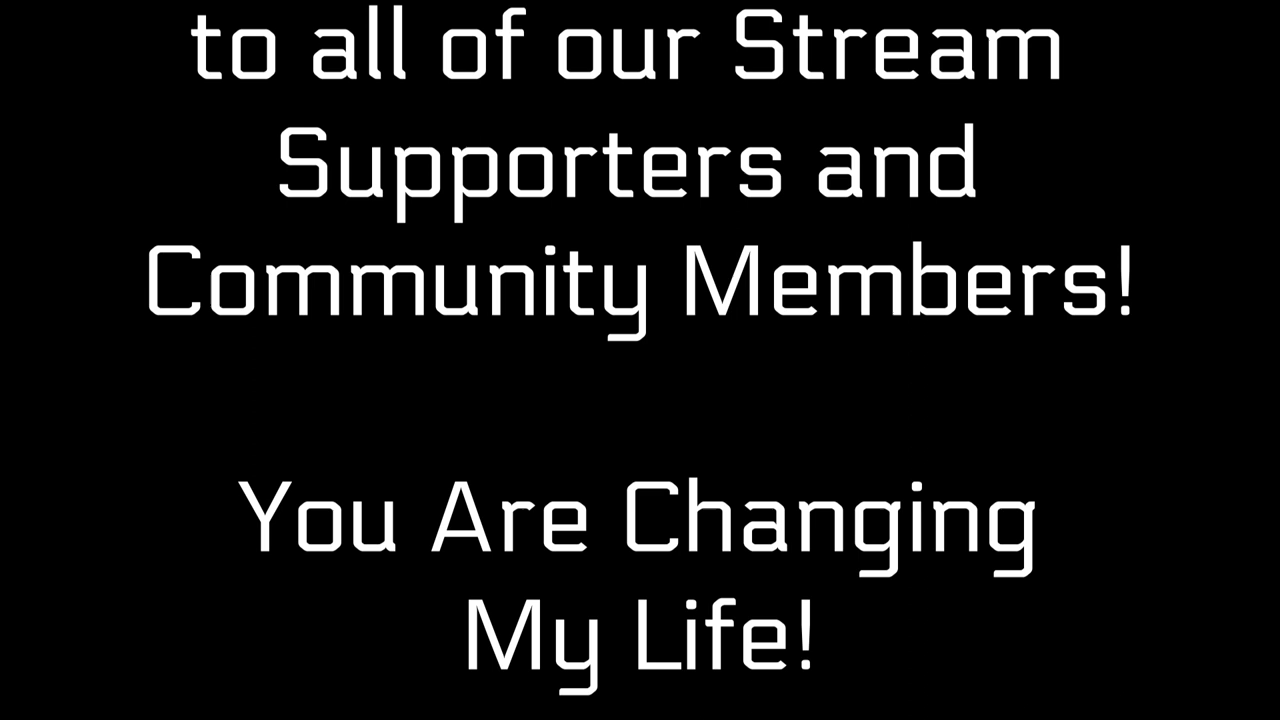 to all of our Stream
Supporters and
Community Members!
You Are Changing
My Life!